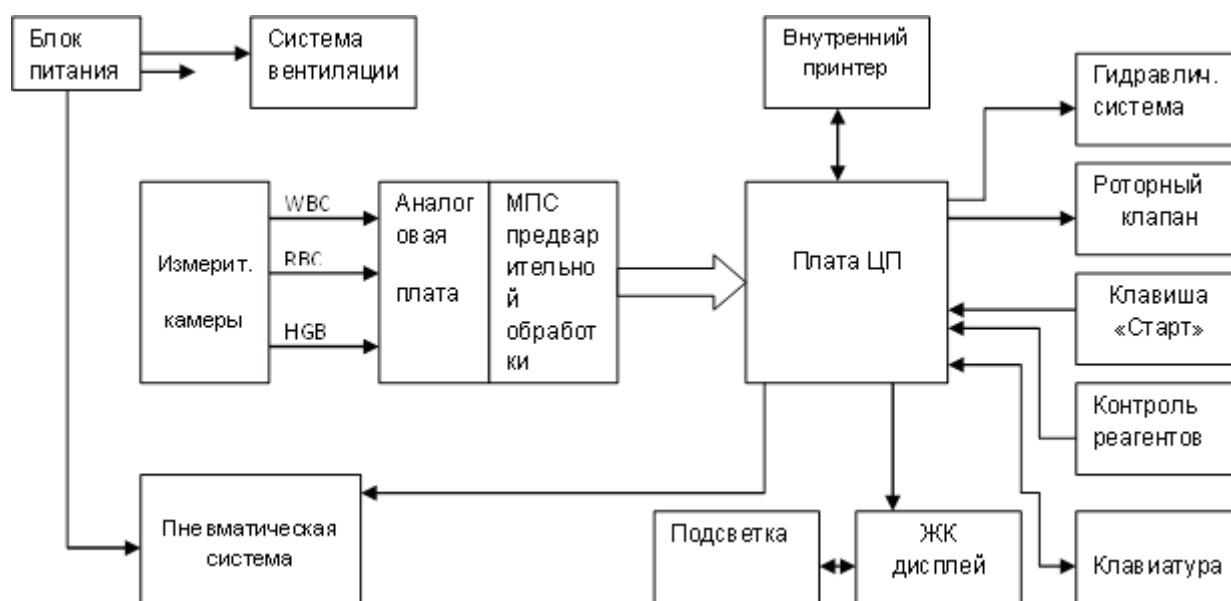 Блок
питания
Система
вентиляции
Внутренний
принтер
Гидравлич.
система
Роторный
клапан
Измерит.
камеры
WBC
RBC
HGB
Аналог
овая
плата
МПС
предвар
ительно
й
обработ
ки
Плата ЦП
Клавиша
«Старт»
Контроль
реагентов
Пневматическая
система
Подсветка
ЖК
дисплей
Клавиатура